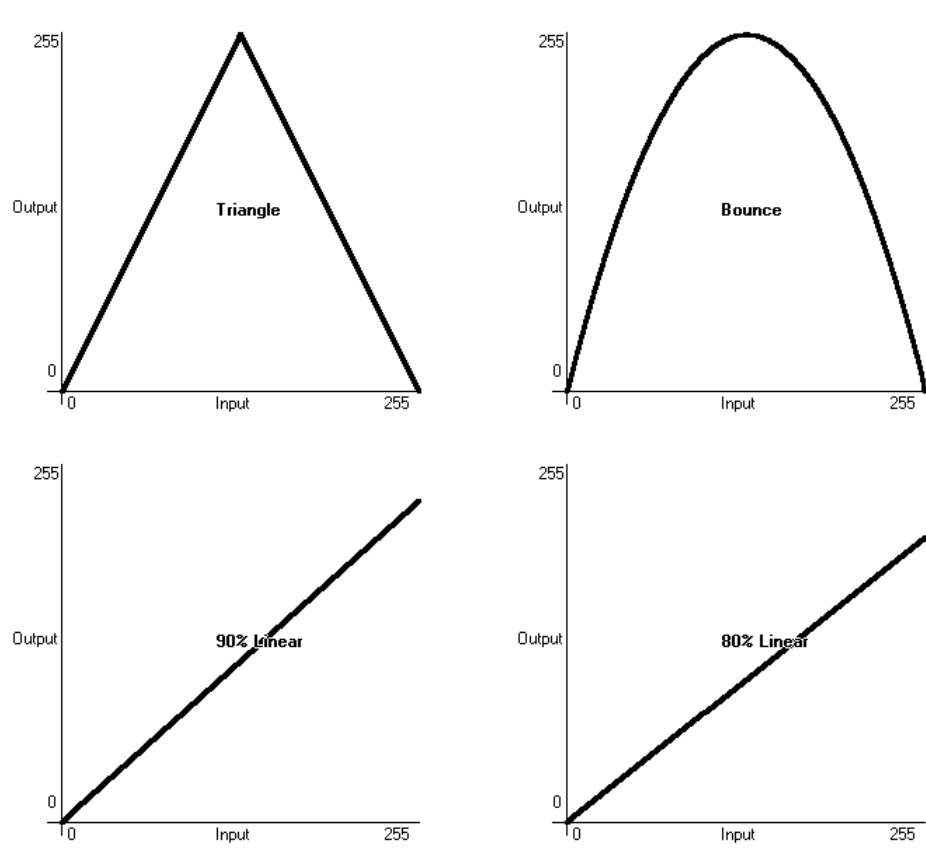 255
Output
Triangle
0
0
Input
255
255
Output
Bounce
0
0
Input
255
255
Output
90% Linear
0
0
Input
255
255
Output
80% Linear
0
0
Input
255